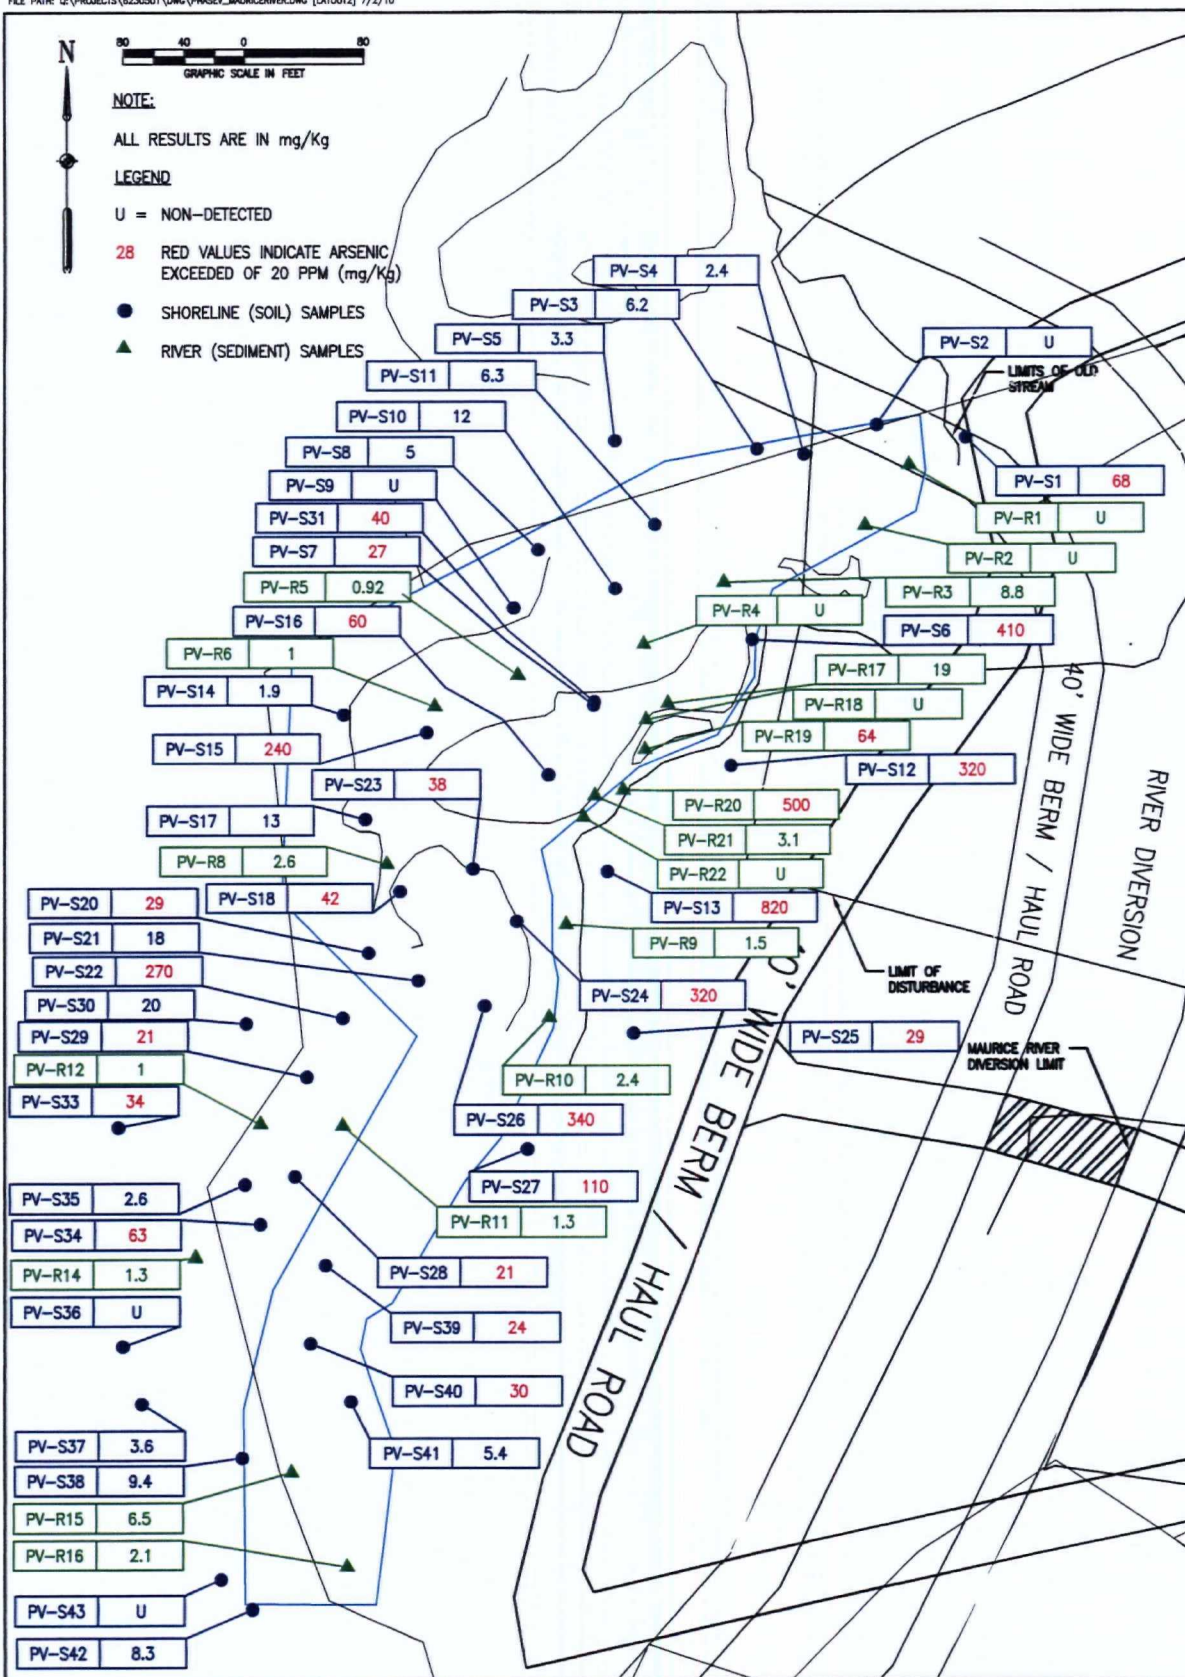 FILE PATH: Q:\PROJECTS\6230501\DWG\PHASEV_MAURICERIVER.DWG [LAYOUT2] 7/2/10
N
80 40 0 80
GRAPHIC SCALE IN FEET
NOTE:
ALL RESULTS ARE IN mg/Kg
LEGEND
U = NON-DETECTED
28 RED VALUES INDICATE ARSENIC
EXCEEDED OF 20 PPM (mg/Kg)
SHORELINE (SOIL) SAMPLES
RIVER (SEDIMENT) SAMPLES
PV-S4 2.4
PV-S3 6.2
PV-S5 3.3
PV-S2 U
PV-S11 6.3
LIMITS OF OLD
STREAM
PV-S10 12
PV-S8 5
PV-S9 U
PV-S1 68
PV-S31 40
PV-R1 U
PV-S7 27
PV-R2 U
PV-R5 0.92
PV-R3 8.8
PV-R4 U
PV-S16 60
PV-S6 410
PV-R6 1
PV-R17 19
PV-S14 1.9
PV-R18 U
PV-S15 240
PV-R19 64
PV-S23 38
PV-S12 320
PV-R20 500
PV-S17 13
PV-R21 3.1
PV-R8 2.6
PV-R22 U
PV-S18 42
PV-S20 29
PV-S13 820
PV-S21 18
PV-R9 1.5
PV-S22 270
LIMIT OF
DISTURBANCE
PV-S30 20
PV-S24 320
PV-S29 21
PV-S25 29
PV-R12 1
MAURICE RIVER
DIVERSION LIMIT
PV-R10 2.4
PV-S33 34
PV-S26 340
PV-S35 2.6
PV-S27 110
PV-S34 63
PV-R11 1.3
PV-R14 1.3
PV-S28 21
PV-S36 U
PV-S39 24
PV-S40 30
PV-S37 3.6
PV-S41 5.4
PV-S38 9.4
PV-R15 6.5
PV-R16 2.1
PV-S43 U
PV-S42 8.3
40' WIDE BERM / HAUL ROAD
RIVER DIVERSION
0' WIDE BERM / HAUL ROAD